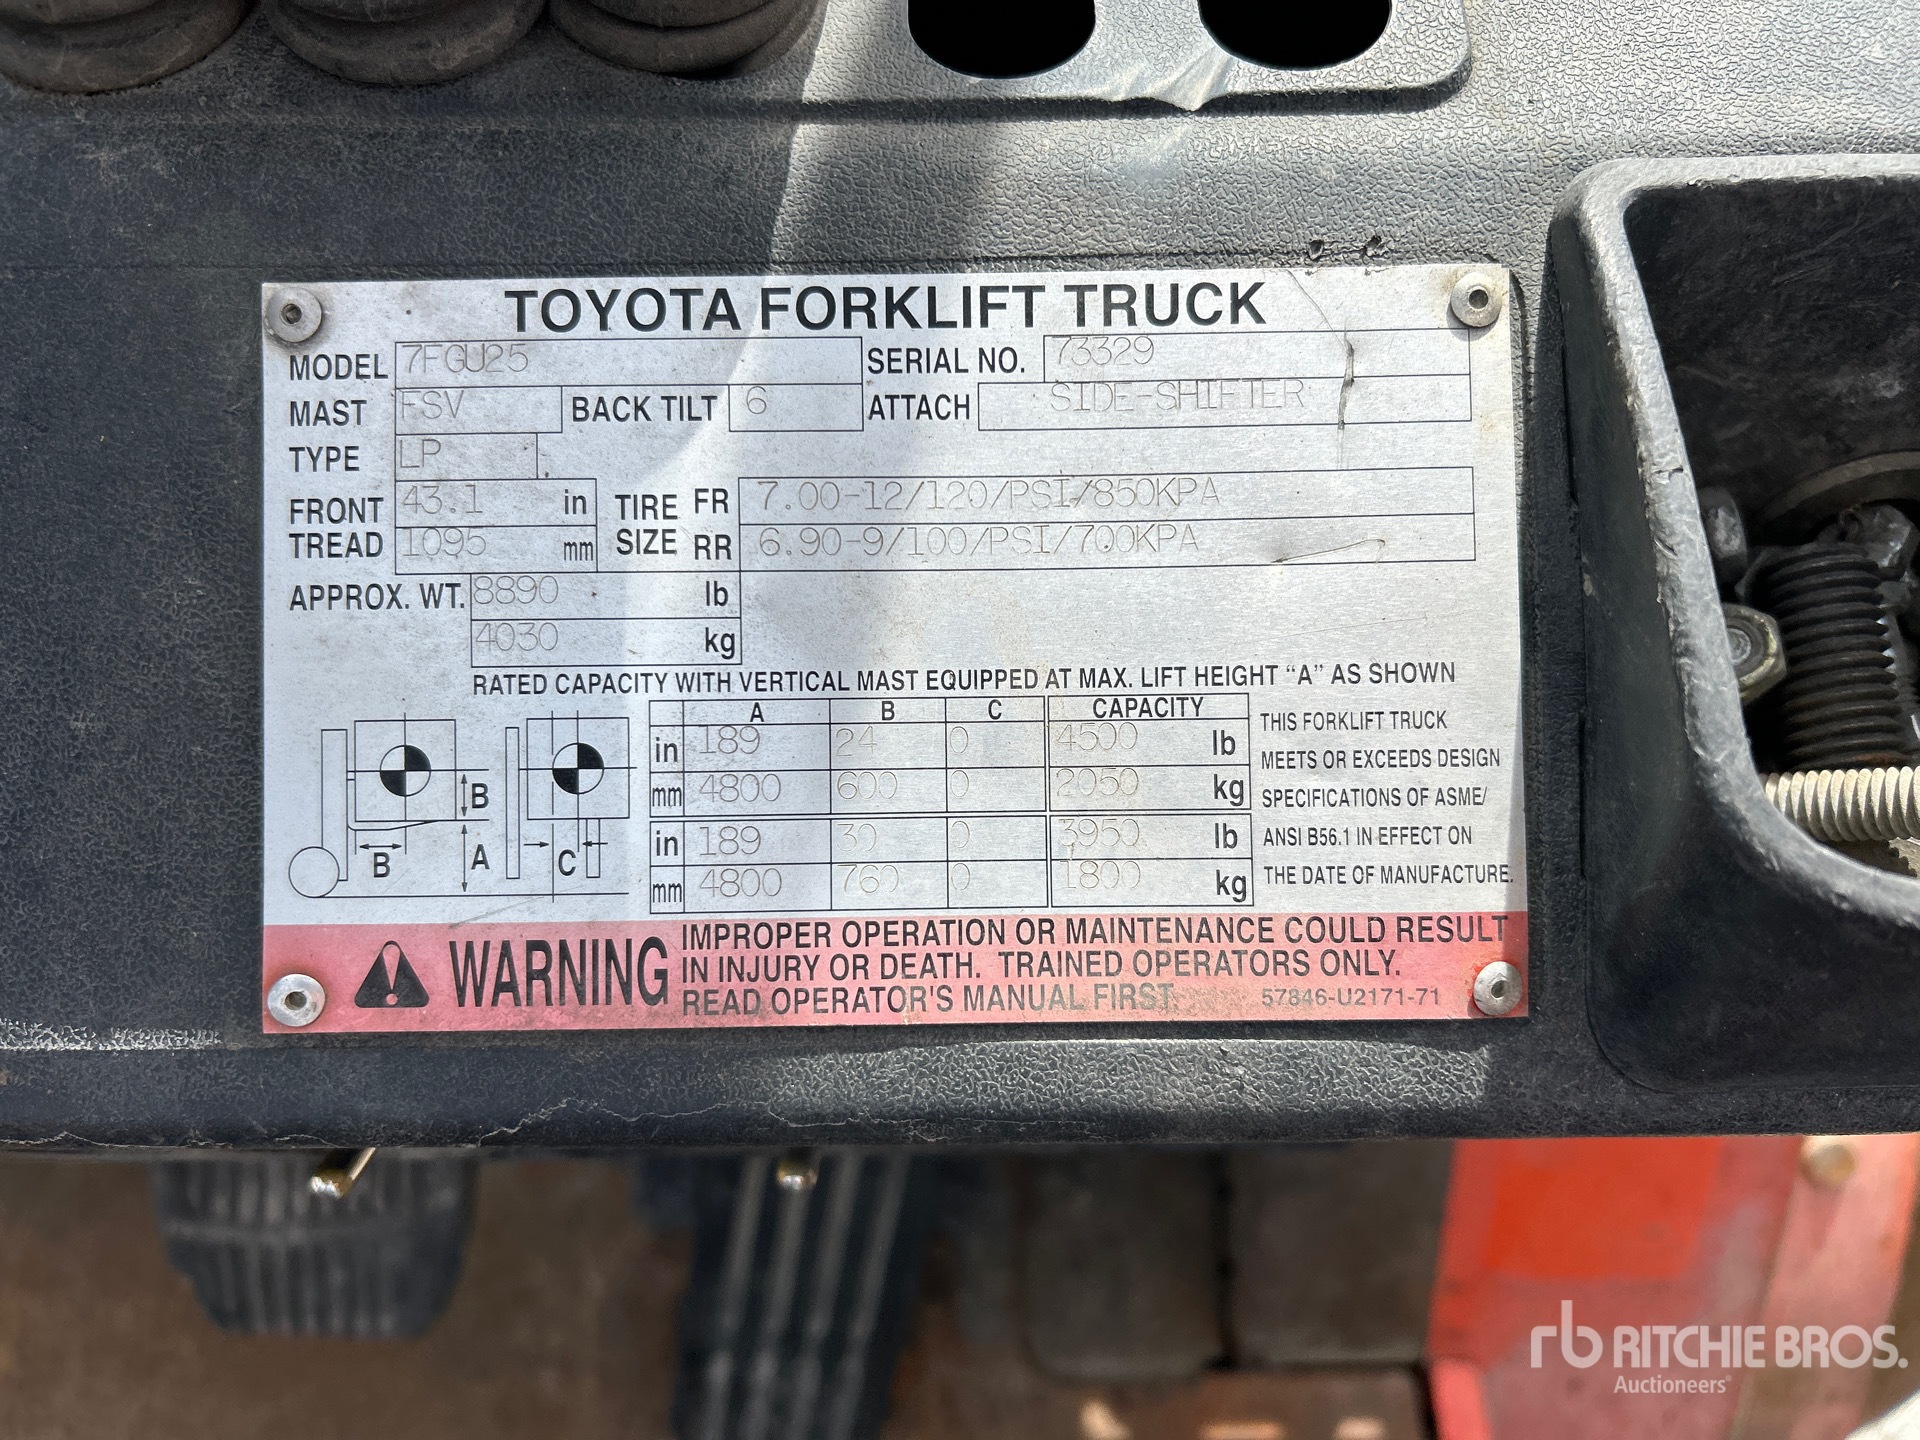 TOYOTA FORKLIFT TRUCK
MODEL 7FGU25 SERIAL NO. 73329
MAST FSV BACK TILT 6 ATTACH SIDE-SHIFTER
TYPE LP
FRONT TREAD 43.1 in TIRE SIZE FR 7.00-12/120/PSI/850KPA
1095 mm RR 6.90-9/100/PSI/700KPA
APPROX. WT. 8890 lb
4030 kg
RATED CAPACITY WITH VERTICAL MAST EQUIPPED AT MAX. LIFT HEIGHT "A" AS SHOWN
A B C CAPACITY
in 189 24 0 4500 lb
mm 4800 600 0 2050 kg
in 189 30 0 3950 lb
mm 4800 760 0 1800 kg
B
B A C
THIS FORKLIFT TRUCK
MEETS OR EXCEEDS DESIGN
SPECIFICATIONS OF ASME/
ANSI B56.1 IN EFFECT ON
THE DATE OF MANUFACTURE.
WARNING IMPROPER OPERATION OR MAINTENANCE COULD RESULT
IN INJURY OR DEATH. TRAINED OPERATORS ONLY.
READ OPERATOR'S MANUAL FIRST. 57846-U2171-71
rb RITCHIE BROS.
Auctioneers